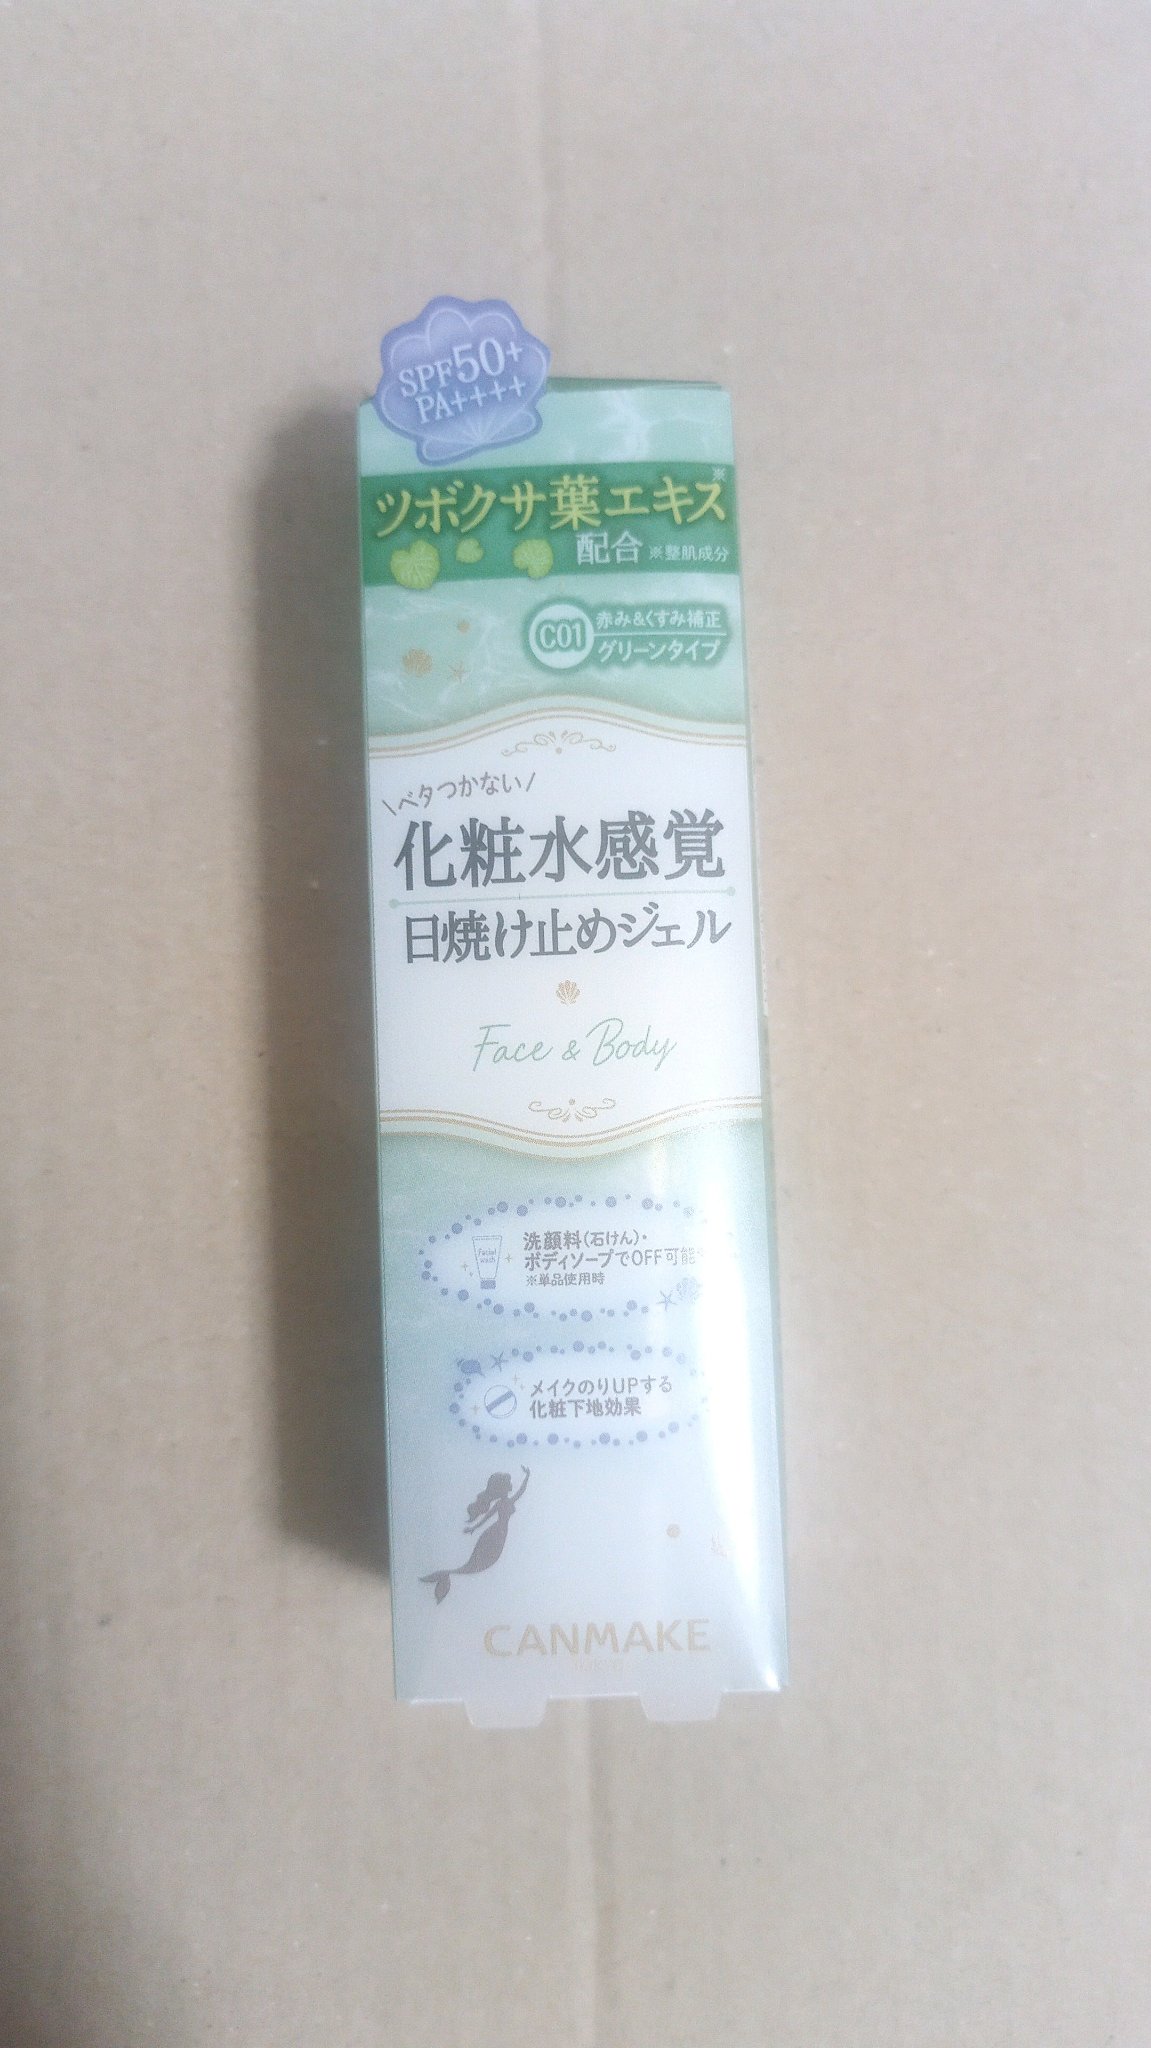 SPF50+
PA++++
ツボクサ葉エキス※
配合 ※整肌成分
C01 赤み&くすみ補正
グリーンタイプ
\ベタつかない/
化粧水感覚
日焼け止めジェル
Face & Body
Facial
wash
洗顔料(石けん)・
ボディソープでOFF可能
※単品使用時
メイクのりUPする
化粧下地効果
CANMAKE